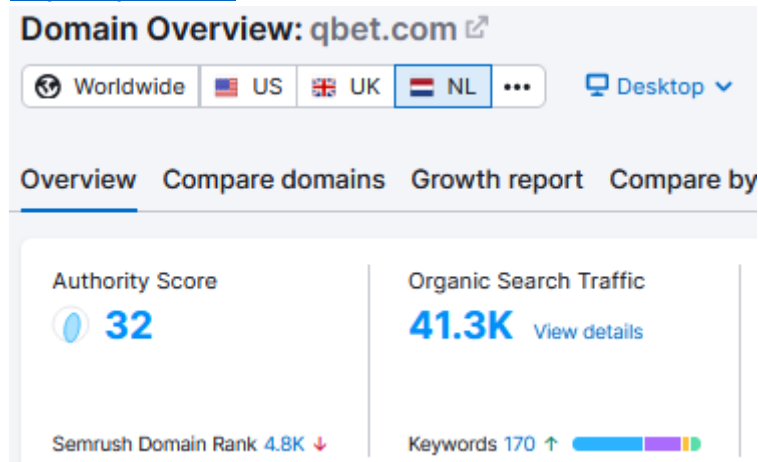 Domain Overview: qbet.com
Worldwide US UK NL ••• Desktop
Overview Compare domains Growth report Compare by
Authority Score Organic Search Traffic
32 41.3K View details
Semrush Domain Rank 4.8K ↓ Keywords 170 ↑